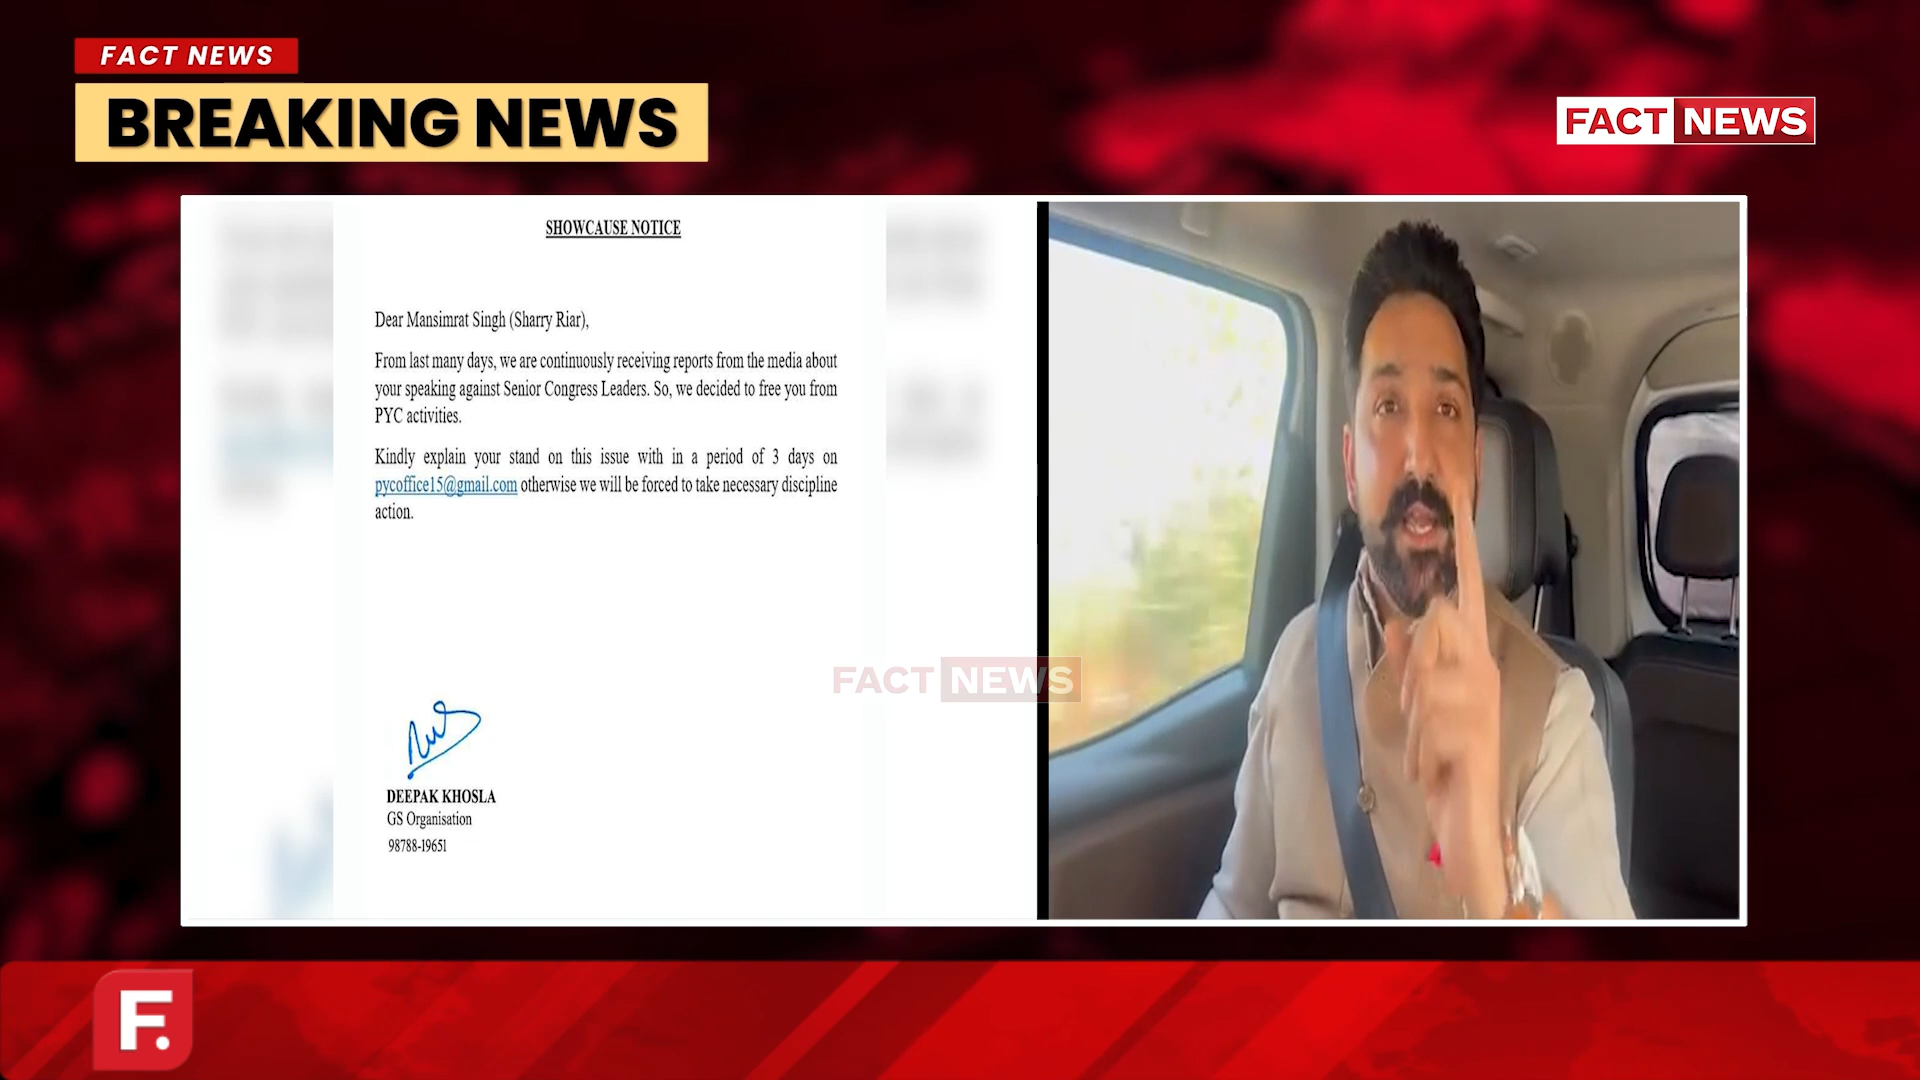 FACT NEWS
BREAKING NEWS
FACT NEWS
SHOWCAUSE NOTICE
Dear Mansimrat Singh (Sharry Riar),
From last many days, we are continuously receiving reports from the media about
your speaking against Senior Congress Leaders. So, we decided to free you from
PYC activities.
Kindly explain your stand on this issue with in a period of 3 days on
pycoffice15@gmail.com otherwise we will be forced to take necessary discipline
action.
FACT NEWS
DEEPAK KHOSLA
GS Organisation
98788-19651
F.